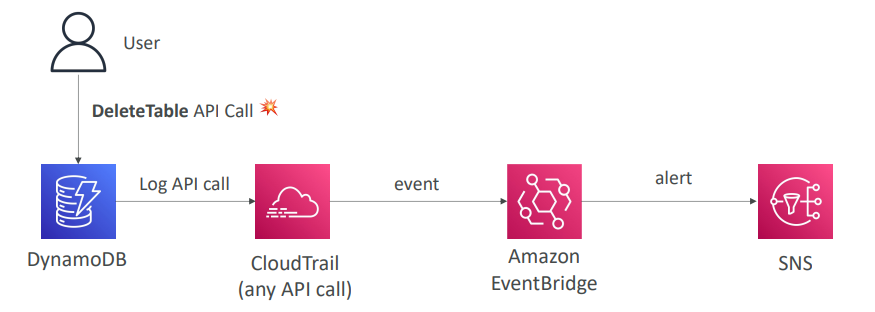 User
DeleteTable API Call
Log API call
event
alert
DynamoDB
CloudTrail
(any API call)
Amazon
EventBridge
SNS